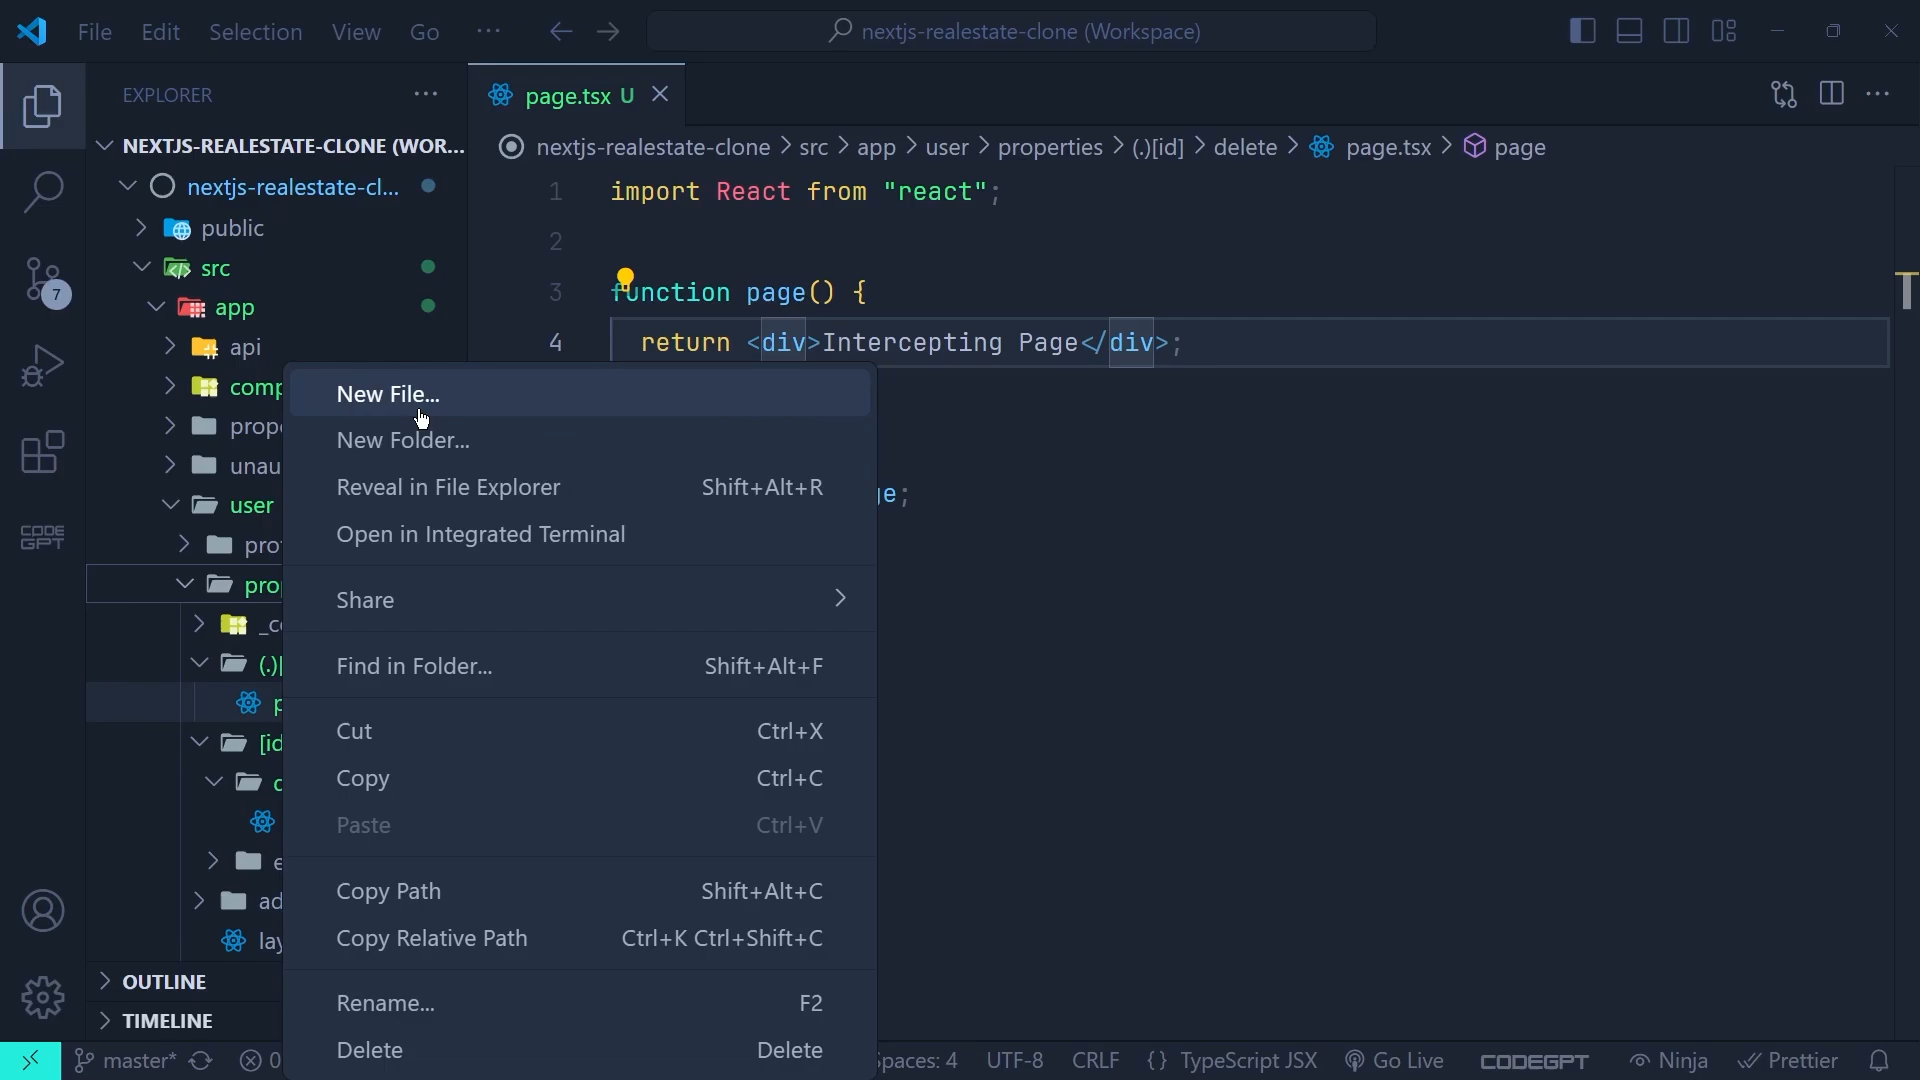 File Edit Selection View Go ··· nextjs-realestate-clone (Workspace)
EXPLORER ···
page.tsx U
NEXTJS-REALESTATE-CLONE (WOR...
nextjs-realestate-clone > src > app > user > properties > (.)[id] > delete > page.tsx > page
nextjs-realestate-cl...
public
src
app
api
comp
prop
unau
user
pro
prop
_c
(.)[
p
[id
d
e
ad
lay
OUTLINE
TIMELINE
1 import React from "react";
2
3 function page() {
4 return <div>Intercepting Page</div>;
ge;
New File...
New Folder...
Reveal in File Explorer Shift+Alt+R
Open in Integrated Terminal
Share
Find in Folder... Shift+Alt+F
Cut Ctrl+X
Copy Ctrl+C
Paste Ctrl+V
Copy Path Shift+Alt+C
Copy Relative Path Ctrl+K Ctrl+Shift+C
Rename... F2
Delete Delete
7
CODE
GPT
master* 0 Spaces: 4 UTF-8 CRLF {} TypeScript JSX Go Live CODEGPT Ninja Prettier